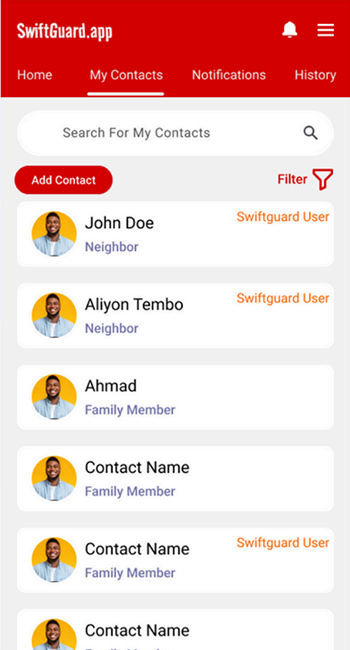 SwiftGuard.app
Home My Contacts Notifications History
Search For My Contacts
Add Contact Filter
John Doe Swiftguard User
Neighbor
Aliyon Tembo Swiftguard User
Neighbor
Ahmad
Family Member
Contact Name
Family Member
Contact Name Swiftguard User
Family Member
Contact Name